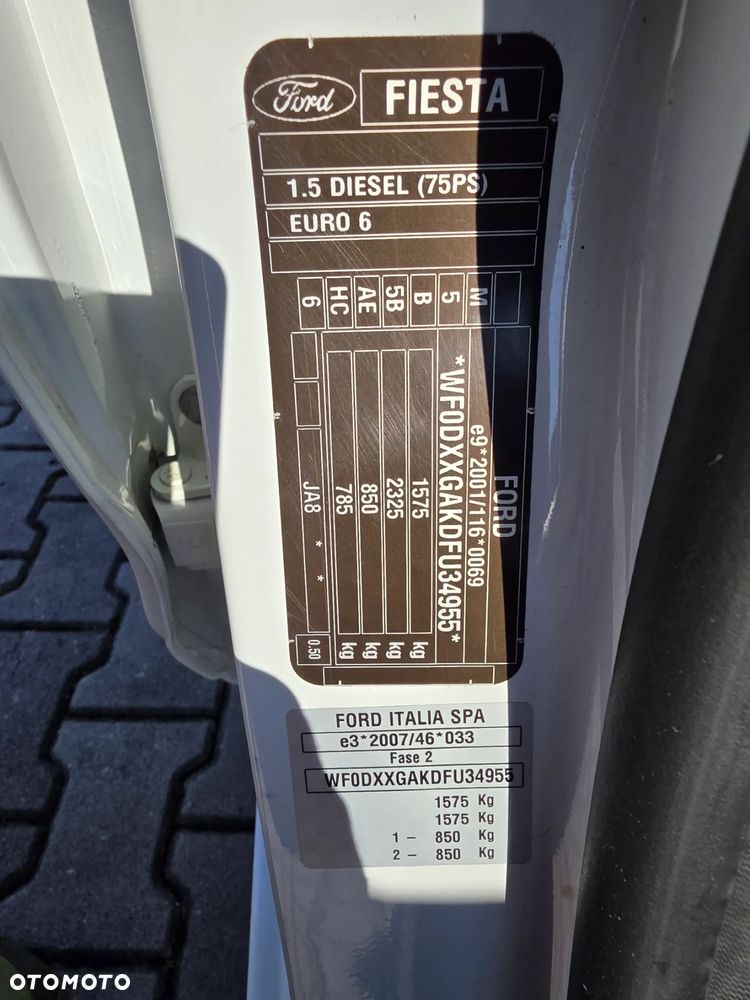 Ford FIESTA
1.5 DIESEL (75PS)
EURO 6
M
5
B
5B
AE
HC
6
FORD
e9*2001/116*0069
*WF0DXXGAKDFU34955*
1575 kg
2325 kg
850 kg
785 kg
JA8 * * 0.50
FORD ITALIA SPA
e3*2007/46*033
Fase 2
WF0DXXGAKDFU34955
1575 Kg
1575 Kg
1 – 850 Kg
2 – 850 Kg
OTOMOTO